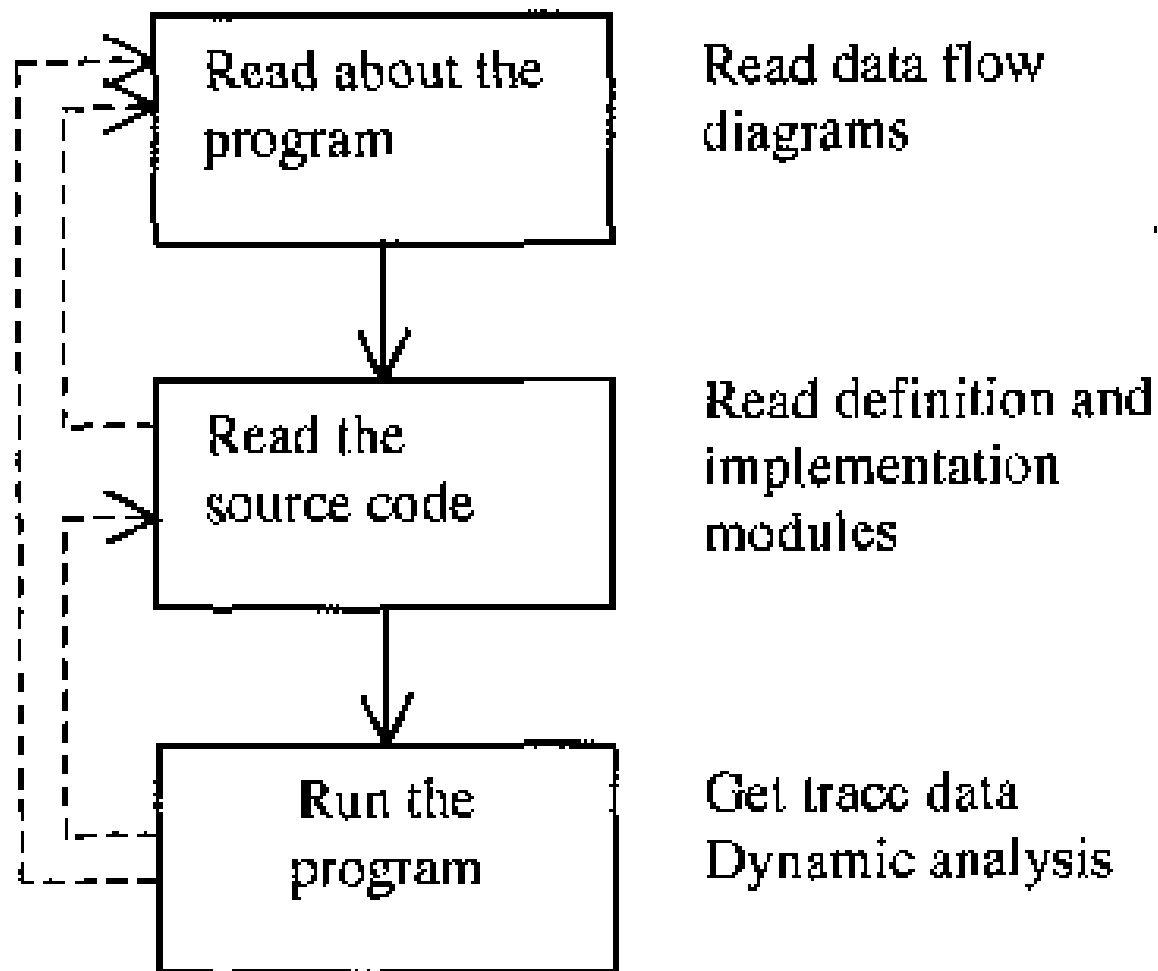 Read about the
program
Read data flow
diagrams
Read the
source code
Read definition and
implementation
modules
Run the
program
Get trace data
Dynamic analysis